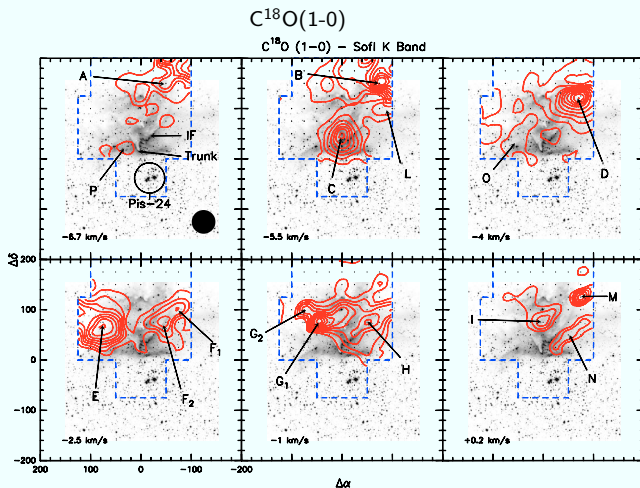 C¹⁸O(1-0)
C¹⁸O (1-0) - Sofi K Band
A
IF
Trunk
P
Pis-24
-6.7 km/s
B
L
C
-5.5 km/s
O
D
-4 km/s
Δδ
200
100
0
-100
-200
E
F₁
F₂
-2.5 km/s
G₂
G₁
H
-1 km/s
I
M
N
+0.2 km/s
200 100 0 -100 -200
Δα